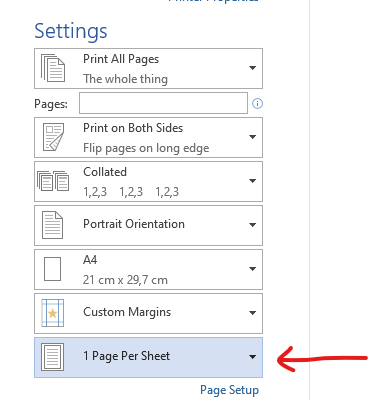 Settings
Print All Pages
The whole thing
Pages:
Print on Both Sides
Flip pages on long edge
Collated
1,2,3 1,2,3 1,2,3
Portrait Orientation
A4
21 cm x 29,7 cm
Custom Margins
1 Page Per Sheet
Page Setup